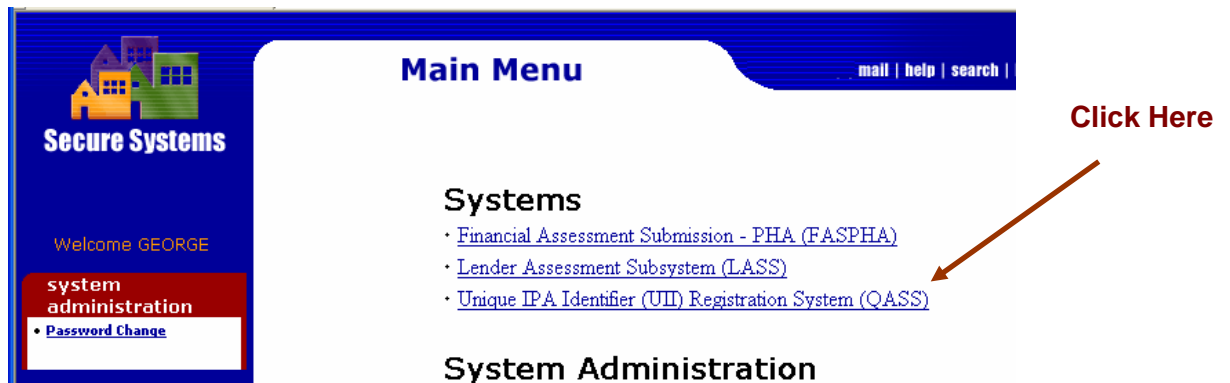 Main Menu
mail | help | search |
Click Here
Secure Systems
Systems
Welcome GEORGE
· Financial Assessment Submission - PHA (FASPHA)
· Lender Assessment Subsystem (LASS)
· Unique IPA Identifier (UII) Registration System (QASS)
system
administration
• Password Change
System Administration